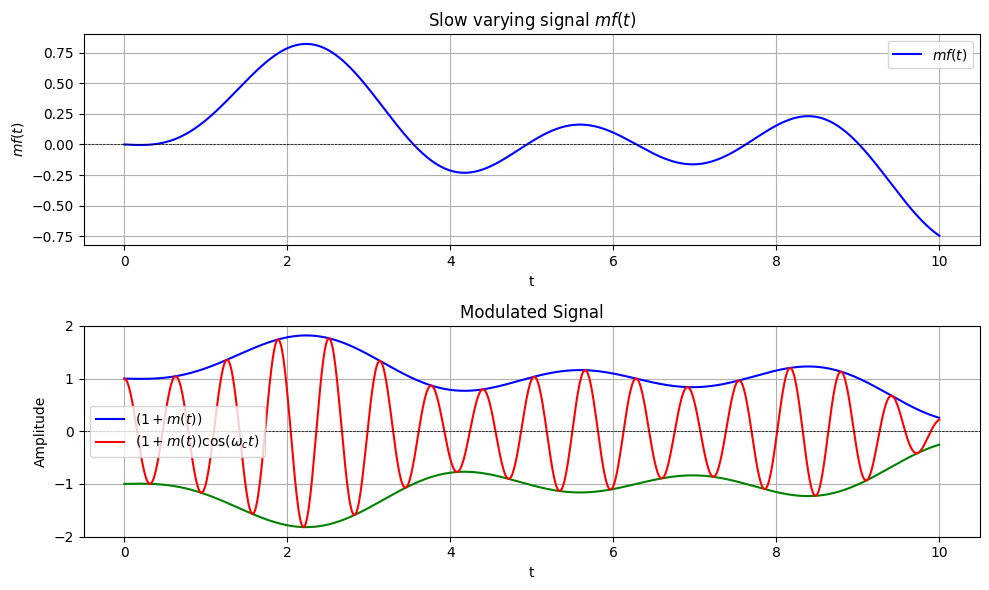 Slow varying signal mf(t)
0.75
0.50
0.25
0.00
−0.25
−0.50
−0.75
mf(t)
mf(t)
0 2 4 6 8 10
t
Modulated Signal
2
1
0
−1
−2
Amplitude
(1 + m(t))
(1 + m(t))cos(ω_c t)
0 2 4 6 8 10
t